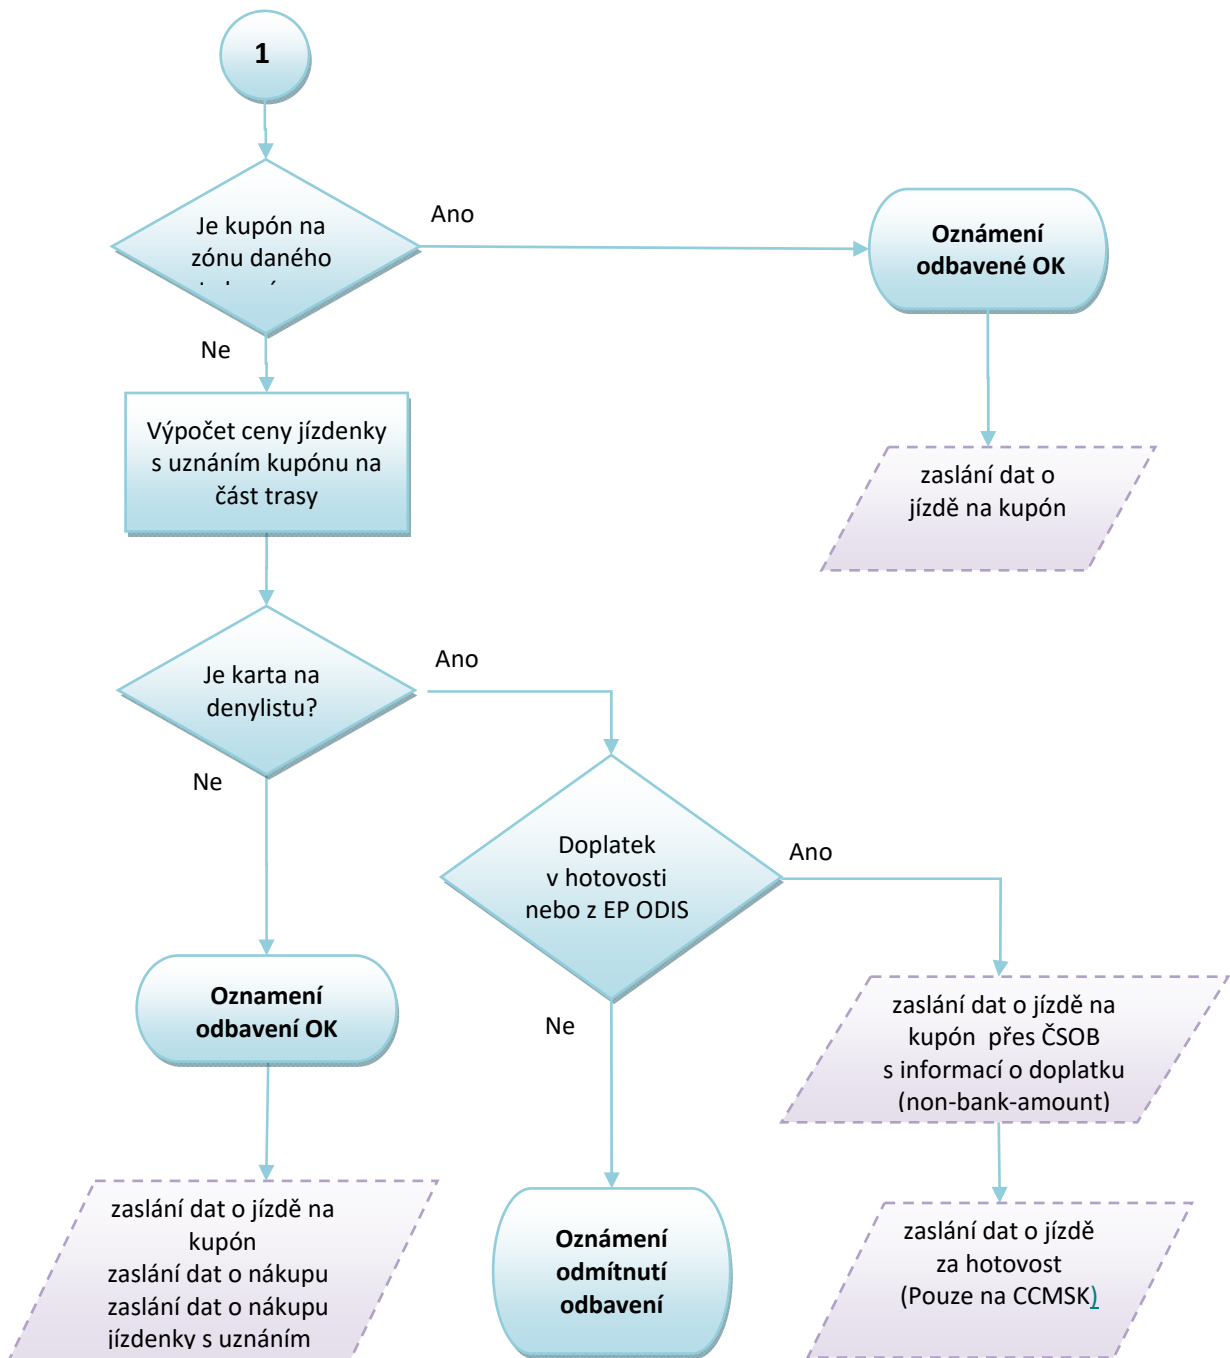 1
Je kupón na
zónu daného
Ano
Oznámení
odbavené OK
Ne
Výpočet ceny jízdenky
s uznáním kupónu na
část trasy
zaslání dat o
jízdě na kupón
Je karta na
denylistu?
Ano
Ne
Doplatek
v hotovosti
nebo z EP ODIS
Ano
Oznamení
odbavení OK
Ne
zaslání dat o jízdě na
kupón přes ČSOB
s informací o doplatku
(non-bank-amount)
zaslání dat o jízdě na
kupón
zaslání dat o nákupu
zaslání dat o nákupu
jízdenky s uznáním
Oznámení
odmítnutí
odbavení
zaslání dat o jízdě
za hotovost
(Pouze na CCMSK)